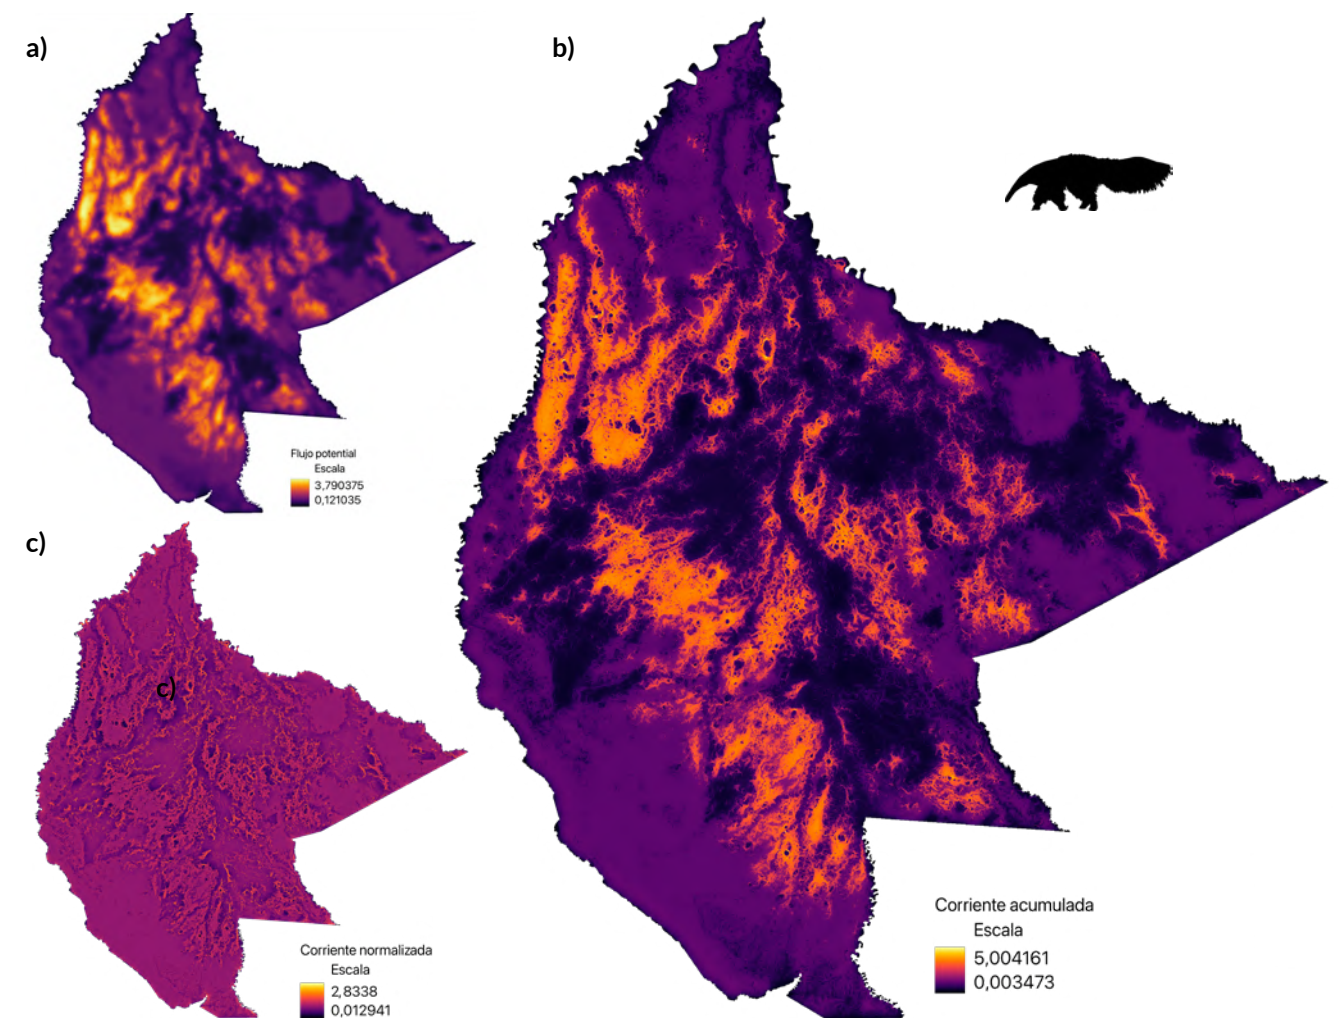 a)
b)
Flujo potential
Escala
3,790375
0,121035
c)
c)
Corriente acumulada
Escala
5,004161
0,003473
Corriente normalizada
Escala
2,8338
0,012941